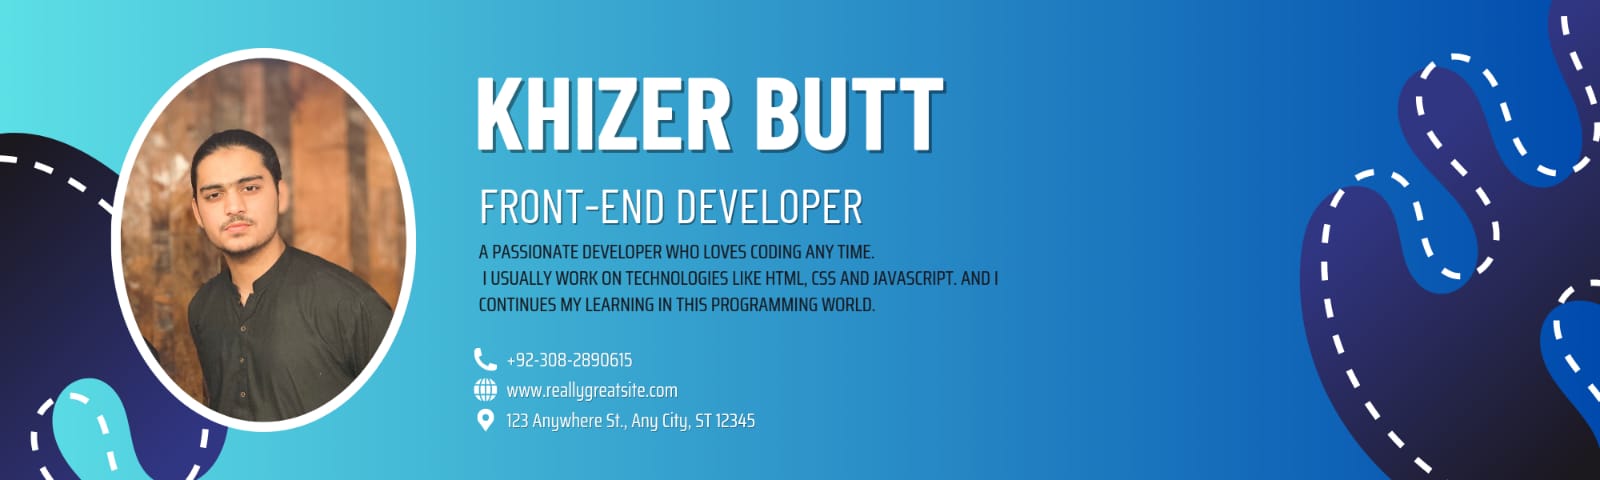 KHIZER BUTT
FRONT-END DEVELOPER
A PASSIONATE DEVELOPER WHO LOVES CODING ANY TIME.
I USUALLY WORK ON TECHNOLOGIES LIKE HTML, CSS AND JAVASCRIPT. AND I
CONTINUES MY LEARNING IN THIS PROGRAMMING WORLD.
+92-308-2890615
www.reallygreatsite.com
123 Anywhere St., Any City, ST 12345